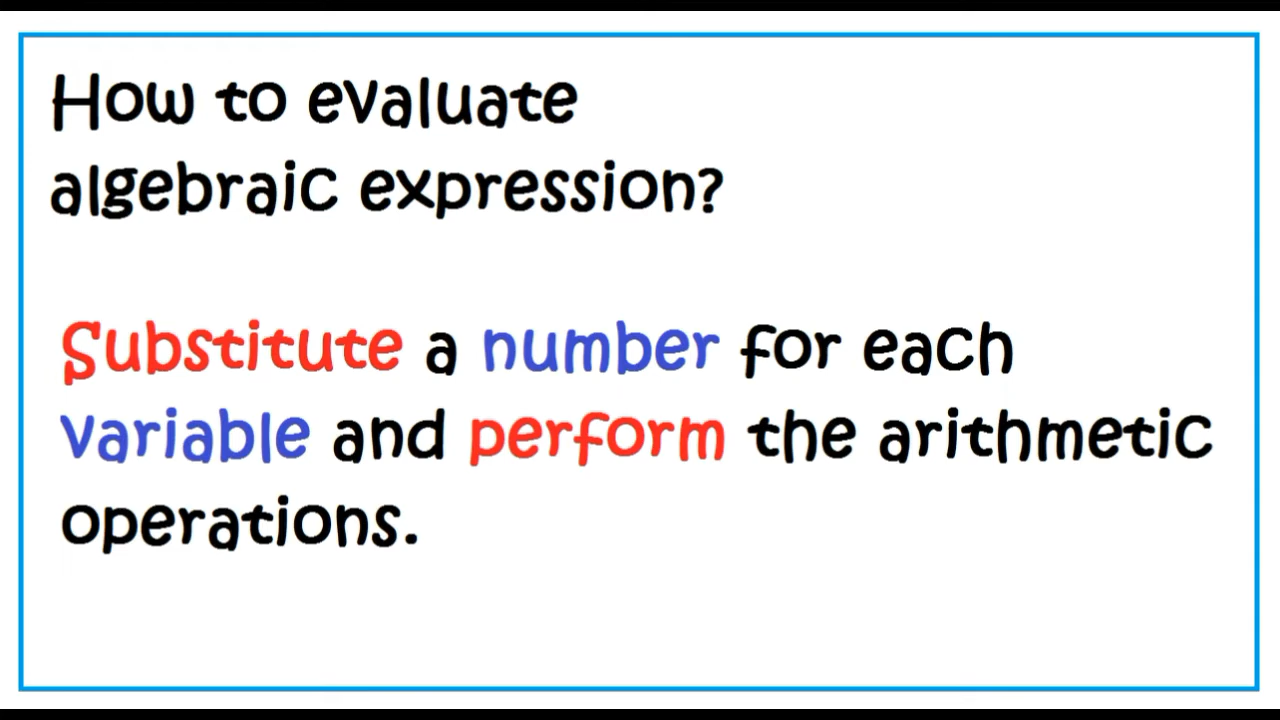 How to evaluate
algebraic expression?
Substitute a number for each
variable and perform the arithmetic
operations.